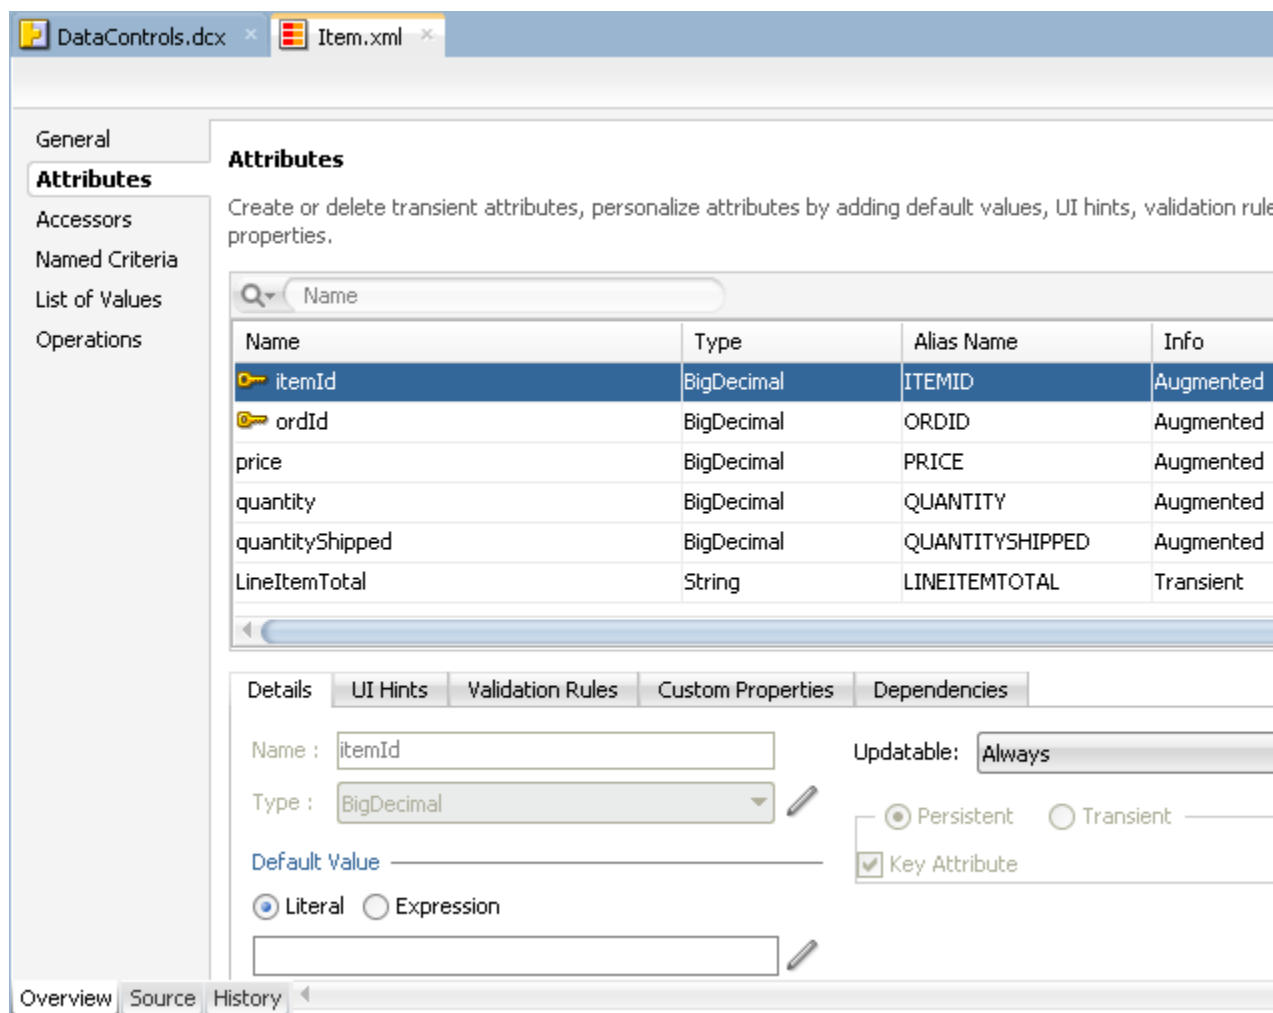 DataControls.dcx Item.xml
General
Attributes
Accessors
Named Criteria
List of Values
Operations
Attributes
Create or delete transient attributes, personalize attributes by adding default values, UI hints, validation rule
properties.
Name
Name Type Alias Name Info
itemId BigDecimal ITEMID Augmented
ordId BigDecimal ORDID Augmented
price BigDecimal PRICE Augmented
quantity BigDecimal QUANTITY Augmented
quantityShipped BigDecimal QUANTITYSHIPPED Augmented
LineItemTotal String LINEITEMTOTAL Transient
Details UI Hints Validation Rules Custom Properties Dependencies
Name : itemId Updatable: Always
Type : BigDecimal
Persistent Transient
Default Value
Key Attribute
Literal Expression
Overview Source History